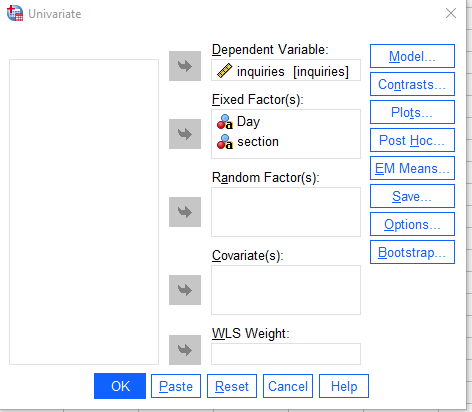 Univariate
Dependent Variable:
inquiries [inquiries]
Fixed Factor(s):
a Day
a section
Random Factor(s):
Covariate(s):
WLS Weight:
Model...
Contrasts...
Plots...
Post Hoc...
EM Means...
Save...
Options...
Bootstrap...
OK Paste Reset Cancel Help